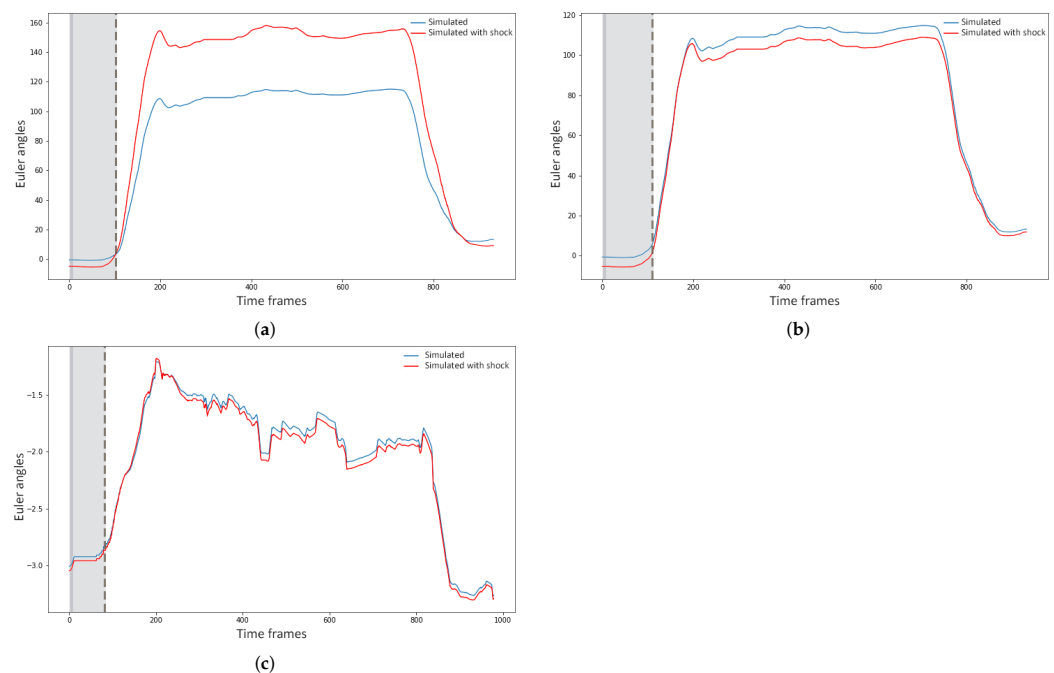 Simulated
Simulated with shock
160
140
120
100
80
60
40
20
0
Euler angles
0
200
400
600
800
Time frames
(a)
Simulated
Simulated with shock
120
100
80
60
40
20
0
Euler angles
0
200
400
600
800
Time frames
(b)
Simulated
Simulated with shock
−1.5
−2.0
−2.5
−3.0
Euler angles
0
200
400
600
800
1000
Time frames
(c)